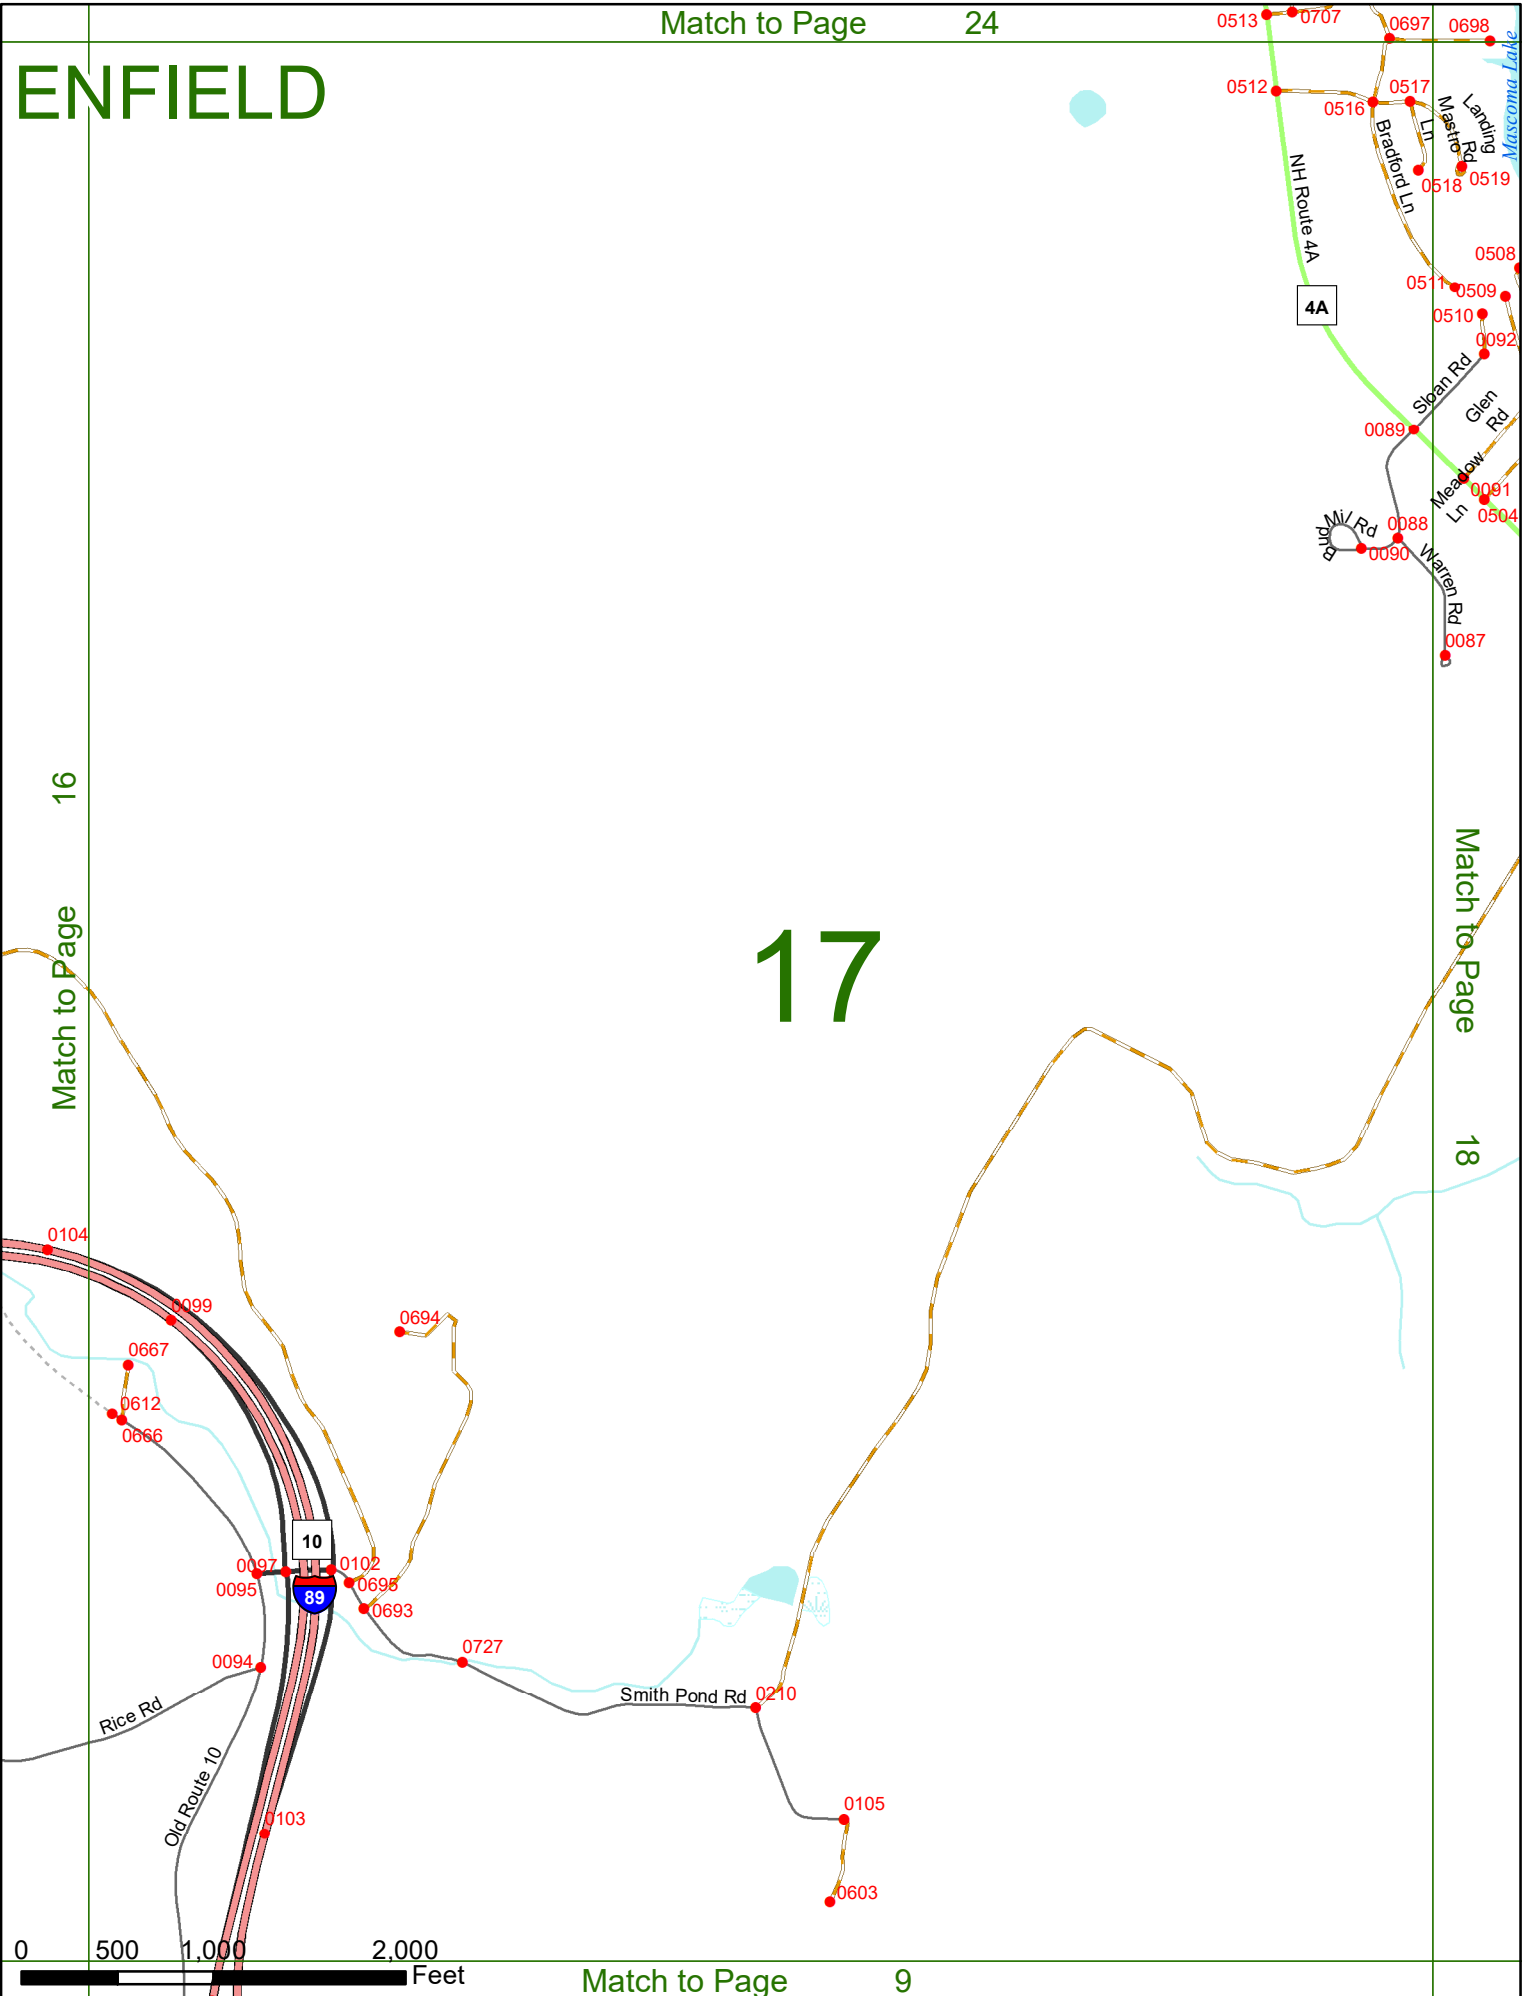 Match to Page 24
ENFIELD
0513
0707
0697
0698
Mascoma Lake
0512
0516
0517
Landing
Mastro Rd
Ln
0518
0519
Bradford Ln
NH Route 4A
0508
0511
0509
0510
4A
0092
Sloan Rd
Glen Rd
0089
Meadow Ln
0091
0504
0088
Bud Mil Rd
0090
Warren Rd
0087
Match to Page 16
17
Match to Page 18
0104
0099
0694
0667
0612
0666
10
0097
0102
0095
0695
89
0693
0727
0094
Rice Rd
Smith Pond Rd
0210
Old Route 10
0103
0105
0603
0 500 1,000 2,000
Feet
Match to Page 9